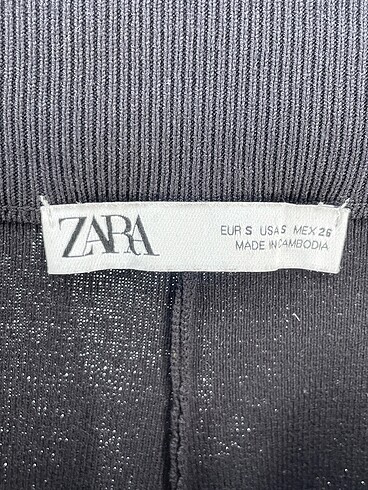 ZARA
EUR S USA S MEX 26
MADE IN CAMBODIA